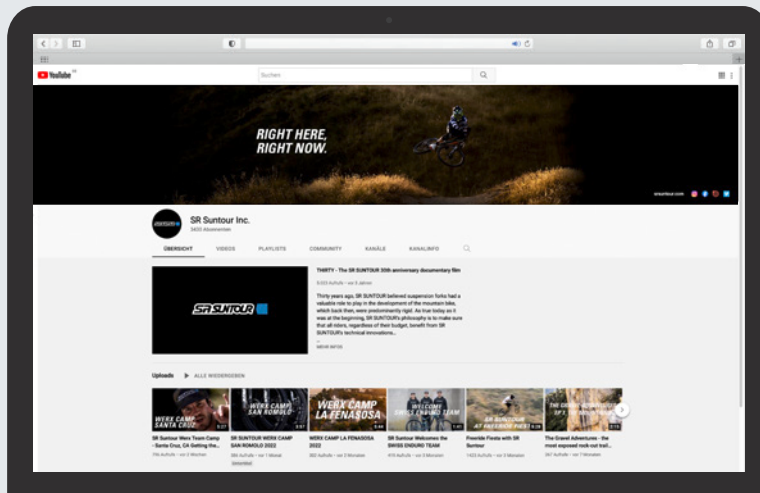 YouTube
Suchen
RIGHT HERE,
RIGHT NOW.
srsuntour.com
SR Suntour Inc.
5433 Abonnenten
ÜBERSICHT VIDEOS PLAYLISTS COMMUNITY KANÄLE KANALINFO
SR SUNTOUR
THIRTY - The SR SUNTOUR 30th anniversary documentary film
Thirty years ago, SR SUNTOUR believed suspension forks had a
valuable role to play in the development of the mountain bike,
which back then, were predominantly rigid. As true today as it
was at the beginning, SR SUNTOUR's philosophy is to make sure
that all riders, regardless of their budget, benefit from SR
SUNTOUR's technical innovations...
MEHR INFOS
Uploads ALLE WIEDERGEBEN
WERX CAMP
SANTA CRUZ
WERX CAMP
SAN ROMOLO
WERX CAMP
LA FENASOSA
WELCOME
SWISS ENDURO TEAM
SR SUNTOUR
AT FREERIDE FIESTA
THE GRAVEL ADVENTURES
SR Suntour Werx Team Camp
- Santa Cruz, CA Getting the...
SR SUNTOUR WERX CAMP
SAN ROMOLO 2022
WERX CAMP LA FENASOSA
2022
SR Suntour Welcomes the
SWISS ENDURO TEAM
Freeride Fiesta with SR
Suntour
The Gravel Adventures - the
most exposed rock out trail...